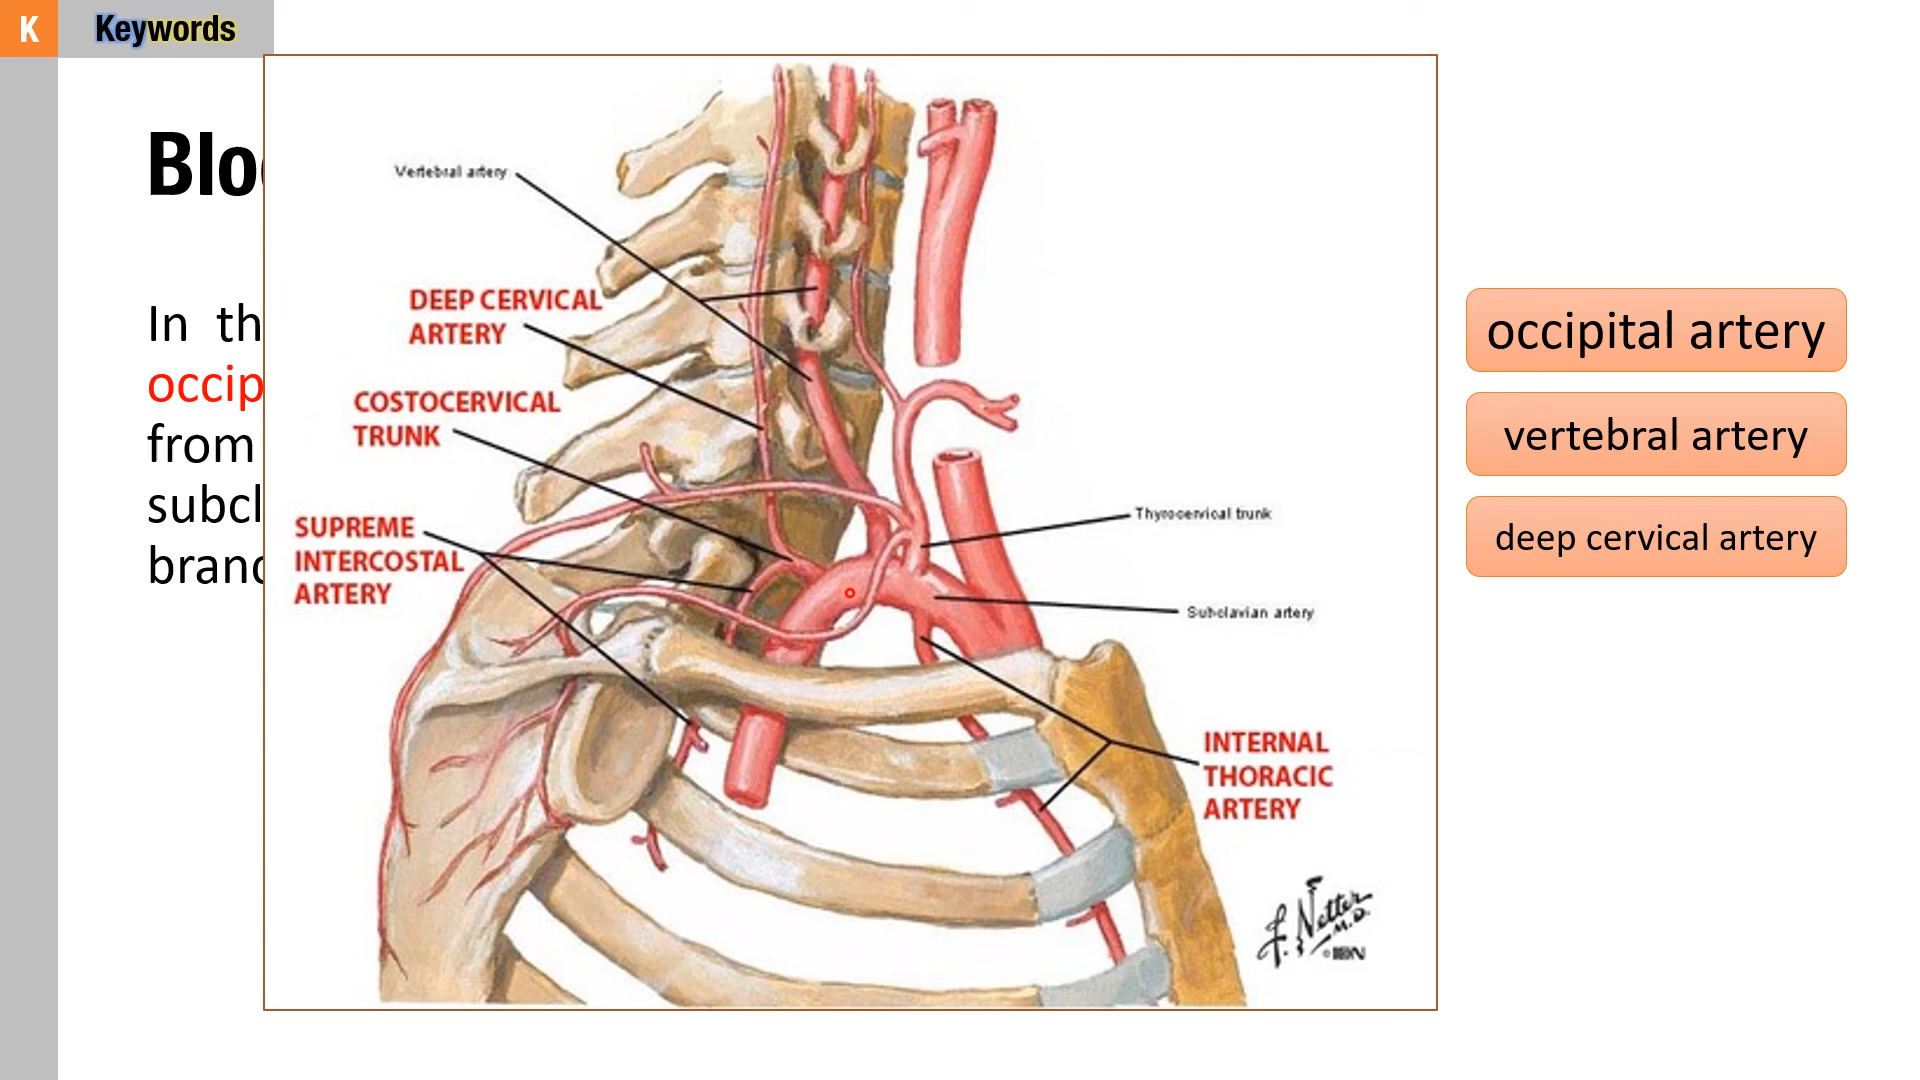 K Keywords
Bloo
In th
occip
from
subcl
branc
Vertebral artery
DEEP CERVICAL
ARTERY
COSTOCERVICAL
TRUNK
SUPREME
INTERCOSTAL
ARTERY
Thyrocervical trunk
Subclavian artery
INTERNAL
THORACIC
ARTERY
F. Netter
M.D.
occipital artery
vertebral artery
deep cervical artery